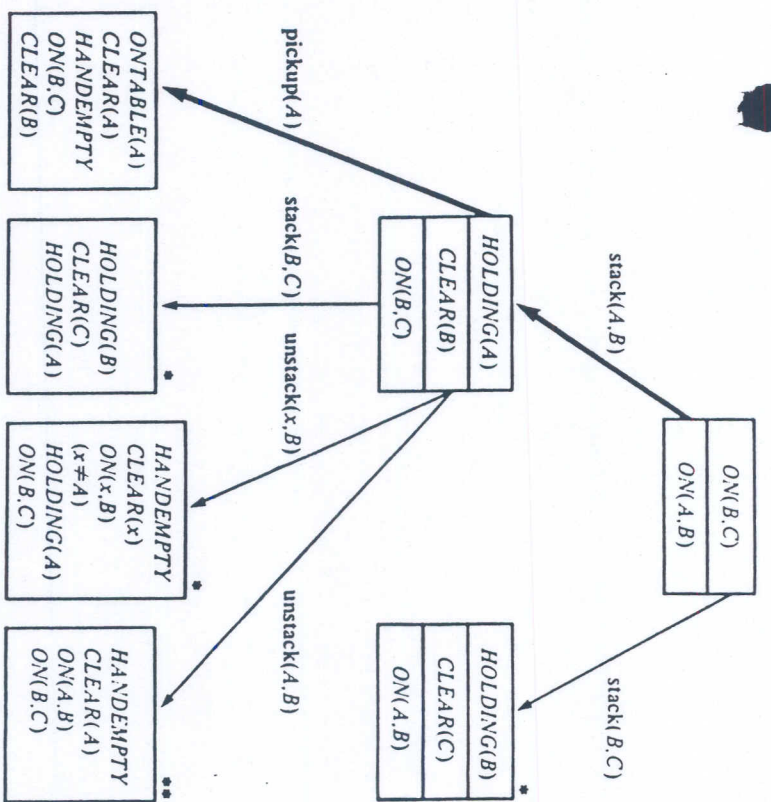 ON(B,C)
ON(A,B)
stack(A,B)
stack(B,C)
HOLDING(A)
CLEAR(B)
ON(B,C)
*
HOLDING(B)
CLEAR(C)
ON(A,B)
pickup(A)
stack(B,C)
unstack(x,B)
unstack(A,B)
ONTABLE(A)
CLEAR(A)
HANDEMPTY
ON(B,C)
CLEAR(B)
*
HOLDING(B)
CLEAR(C)
HOLDING(A)
*
HANDEMPTY
CLEAR(x)
ON(x,B)
(x≠A)
HOLDING(A)
ON(B,C)
**
HANDEMPTY
CLEAR(A)
ON(A,B)
ON(B,C)